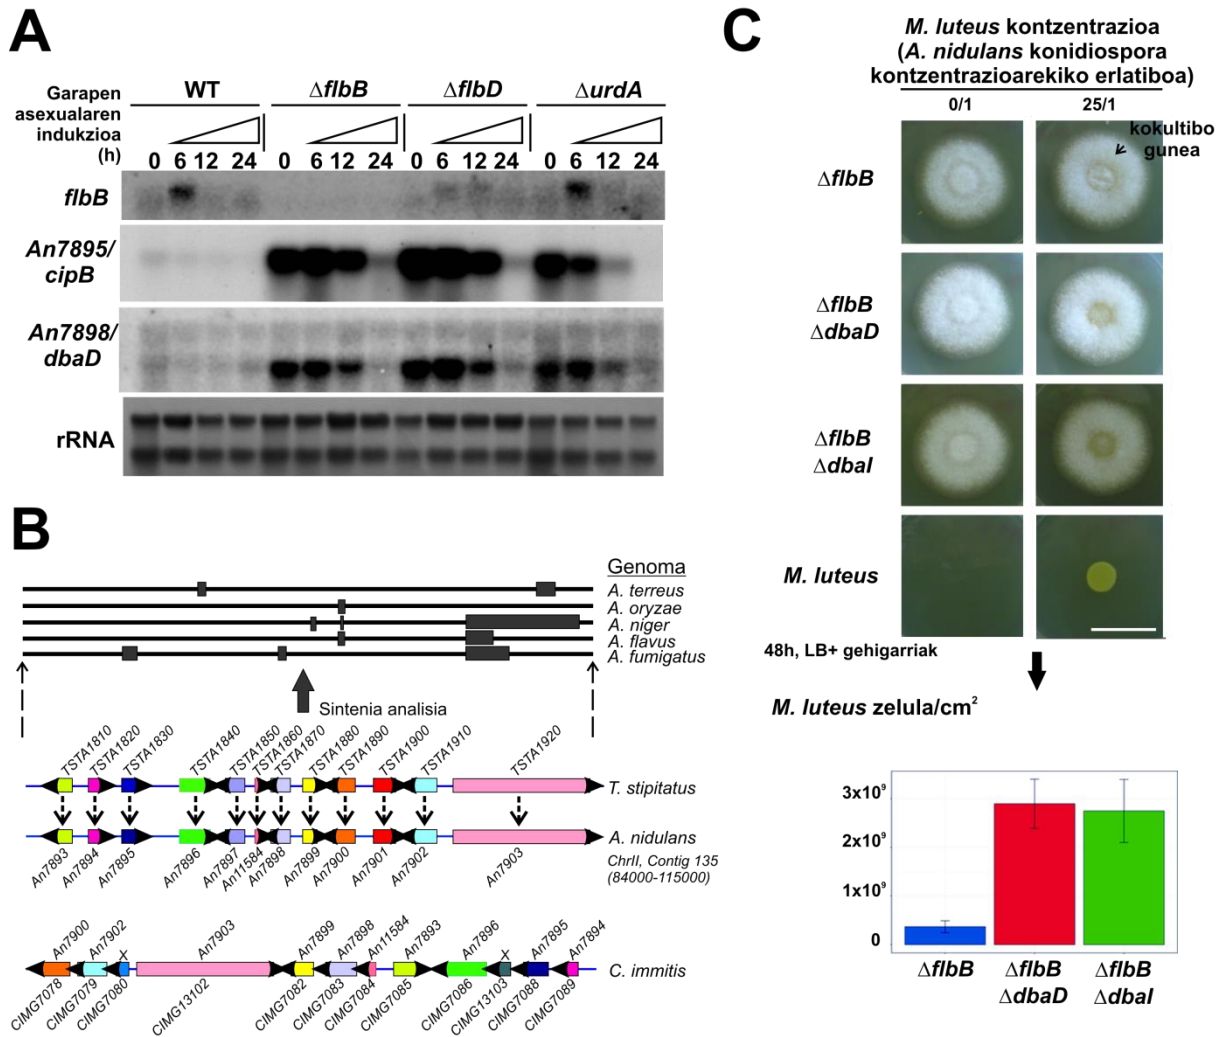 A
Garapen
asexualaren
indukzioa
(h)
WT
ΔflbB
ΔflbD
ΔurdA
0 6 12 24 0 6 12 24 0 6 12 24 0 6 12 24
flbB
An7895/
cipB
An7898/
dbaD
rRNA
B
Genoma
A. terreus
A. oryzae
A. niger
A. flavus
A. fumigatus
Sintenia analisia
TSTA1810 TSTA1820 TSTA1830 TSTA1840 TSTA1850 TSTA1860 TSTA1870 TSTA1880 TSTA1890 TSTA1900 TSTA1910 TSTA1920
T. stipitatus
A. nidulans
An7893 An7894 An7895 An7896 An7897 An11584 An7898 An7899 An7900 An7901 An7902 An7903
ChrII, Contig 135
(84000-115000)
An7900 An7902 X An7903 An7899 An7898 An11584 An7893 An7896 X An7895 An7894
C. immitis
CIMG7078 CIMG7079 CIMG7080 CIMG13102 CIMG7082 CIMG7083 CIMG7084 CIMG7085 CIMG7086 CIMG13103 CIMG7088 CIMG7089
C
M. luteus kontzentrazioa
(A. nidulans konidiospora
kontzentrazioarekiko erlatiboa)
0/1 25/1
kokultibo
gunea
ΔflbB
ΔflbB
ΔdbaD
ΔflbB
ΔdbaI
M. luteus
48h, LB+ gehigarriak
M. luteus zelula/cm²
3x10⁹
2x10⁹
1x10⁹
0
ΔflbB
ΔflbB
ΔdbaD
ΔflbB
ΔdbaI